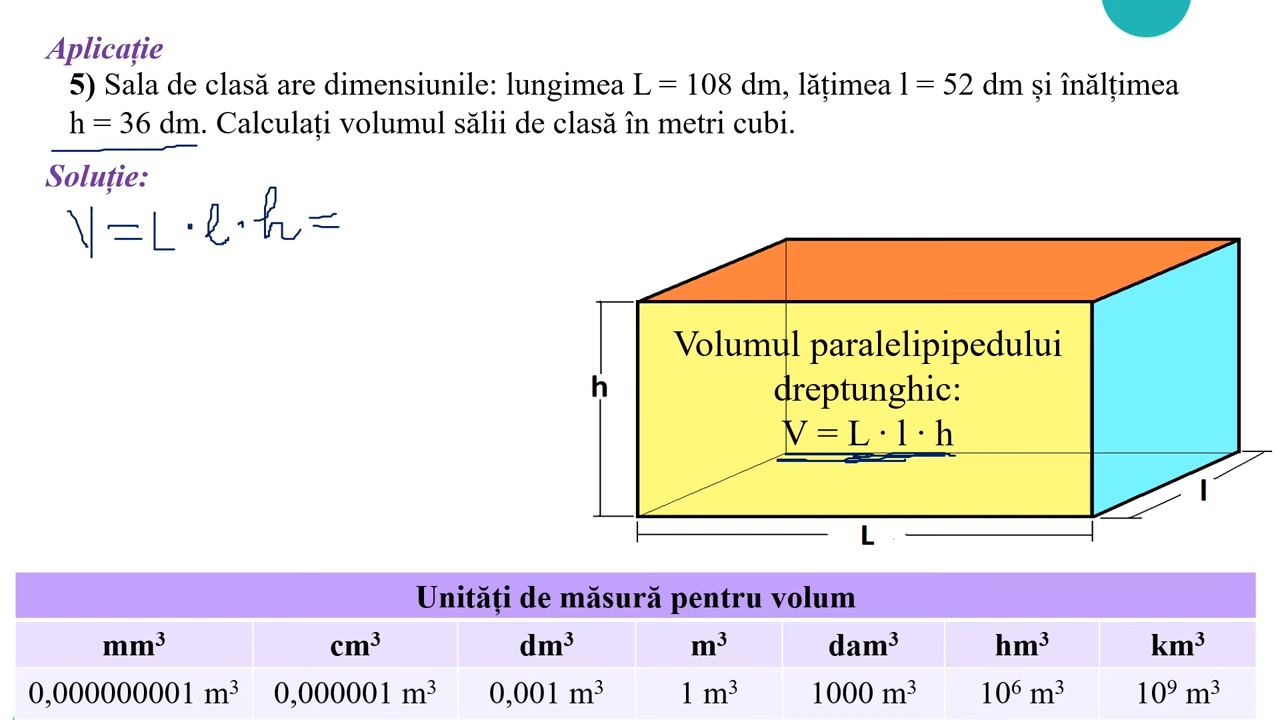 Aplicație
5) Sala de clasă are dimensiunile: lungimea L = 108 dm, lățimea l = 52 dm și înălțimea
h = 36 dm. Calculați volumul sălii de clasă în metri cubi.
Soluție:
V = L · l · h =
Volumul paralelipipedului
dreptunghic:
V = L · l · h
h
l
L
Unități de măsură pentru volum
mm³ cm³ dm³ m³ dam³ hm³ km³
0,000000001 m³ 0,000001 m³ 0,001 m³ 1 m³ 1000 m³ 10⁶ m³ 10⁹ m³